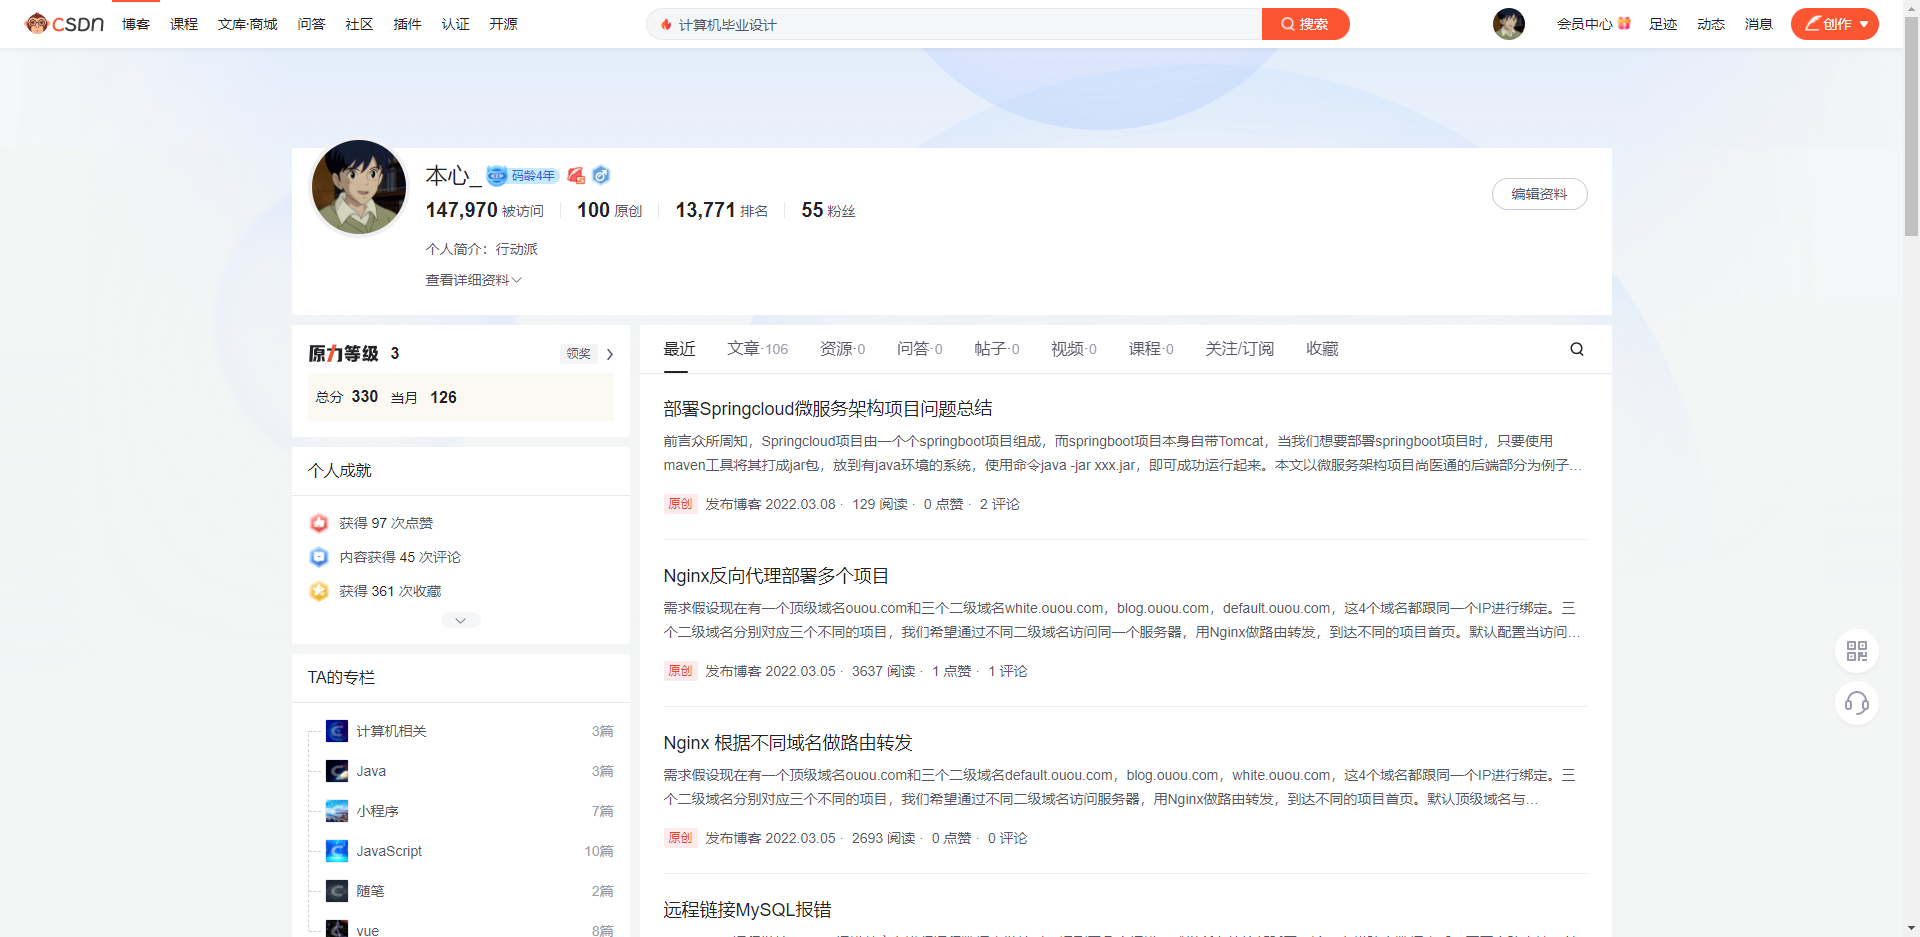 CSDN 博客 课程 文库·商城 问答 社区 插件 认证 开源 计算机毕业设计 搜索 会员中心 足迹 动态 消息 创作
本心_ 码龄4年
147,970 被访问 100 原创 13,771 排名 55 粉丝
编辑资料
个人简介：行动派
查看详细资料
原力等级 3 领奖
总分 330 当月 126
个人成就
获得 97 次点赞
内容获得 45 次评论
获得 361 次收藏
TA的专栏
计算机相关 3篇
Java 3篇
小程序 7篇
JavaScript 10篇
随笔 2篇
vue 8篇
最近 文章·106 资源·0 问答·0 帖子·0 视频·0 课程·0 关注/订阅 收藏
部署Springcloud微服务架构项目问题总结
前言众所周知，Springcloud项目由一个个springboot项目组成，而springboot项目本身自带Tomcat，当我们想要部署springboot项目时，只要使用
maven工具将其打成jar包，放到有java环境的系统，使用命令java -jar xxx.jar，即可成功运行起来。本文以微服务架构项目尚医通的后端部分为例子...
原创 发布博客 2022.03.08 · 129 阅读 · 0 点赞 · 2 评论
Nginx反向代理部署多个项目
需求假设现在有一个顶级域名ouou.com和三个二级域名white.ouou.com，blog.ouou.com，default.ouou.com，这4个域名都跟同一个IP进行绑定。三
个二级域名分别对应三个不同的项目，我们希望通过不同二级域名访问同一个服务器，用Nginx做路由转发，到达不同的项目首页。默认配置当访问...
原创 发布博客 2022.03.05 · 3637 阅读 · 1 点赞 · 1 评论
Nginx 根据不同域名做路由转发
需求假设现在有一个顶级域名ouou.com和三个二级域名default.ouou.com，blog.ouou.com，white.ouou.com，这4个域名都跟同一个IP进行绑定。三
个二级域名分别对应三个不同的项目，我们希望通过不同二级域名访问服务器，用Nginx做路由转发，到达不同的项目首页。默认顶级域名与...
原创 发布博客 2022.03.05 · 2693 阅读 · 0 点赞 · 0 评论
远程链接MySQL报错